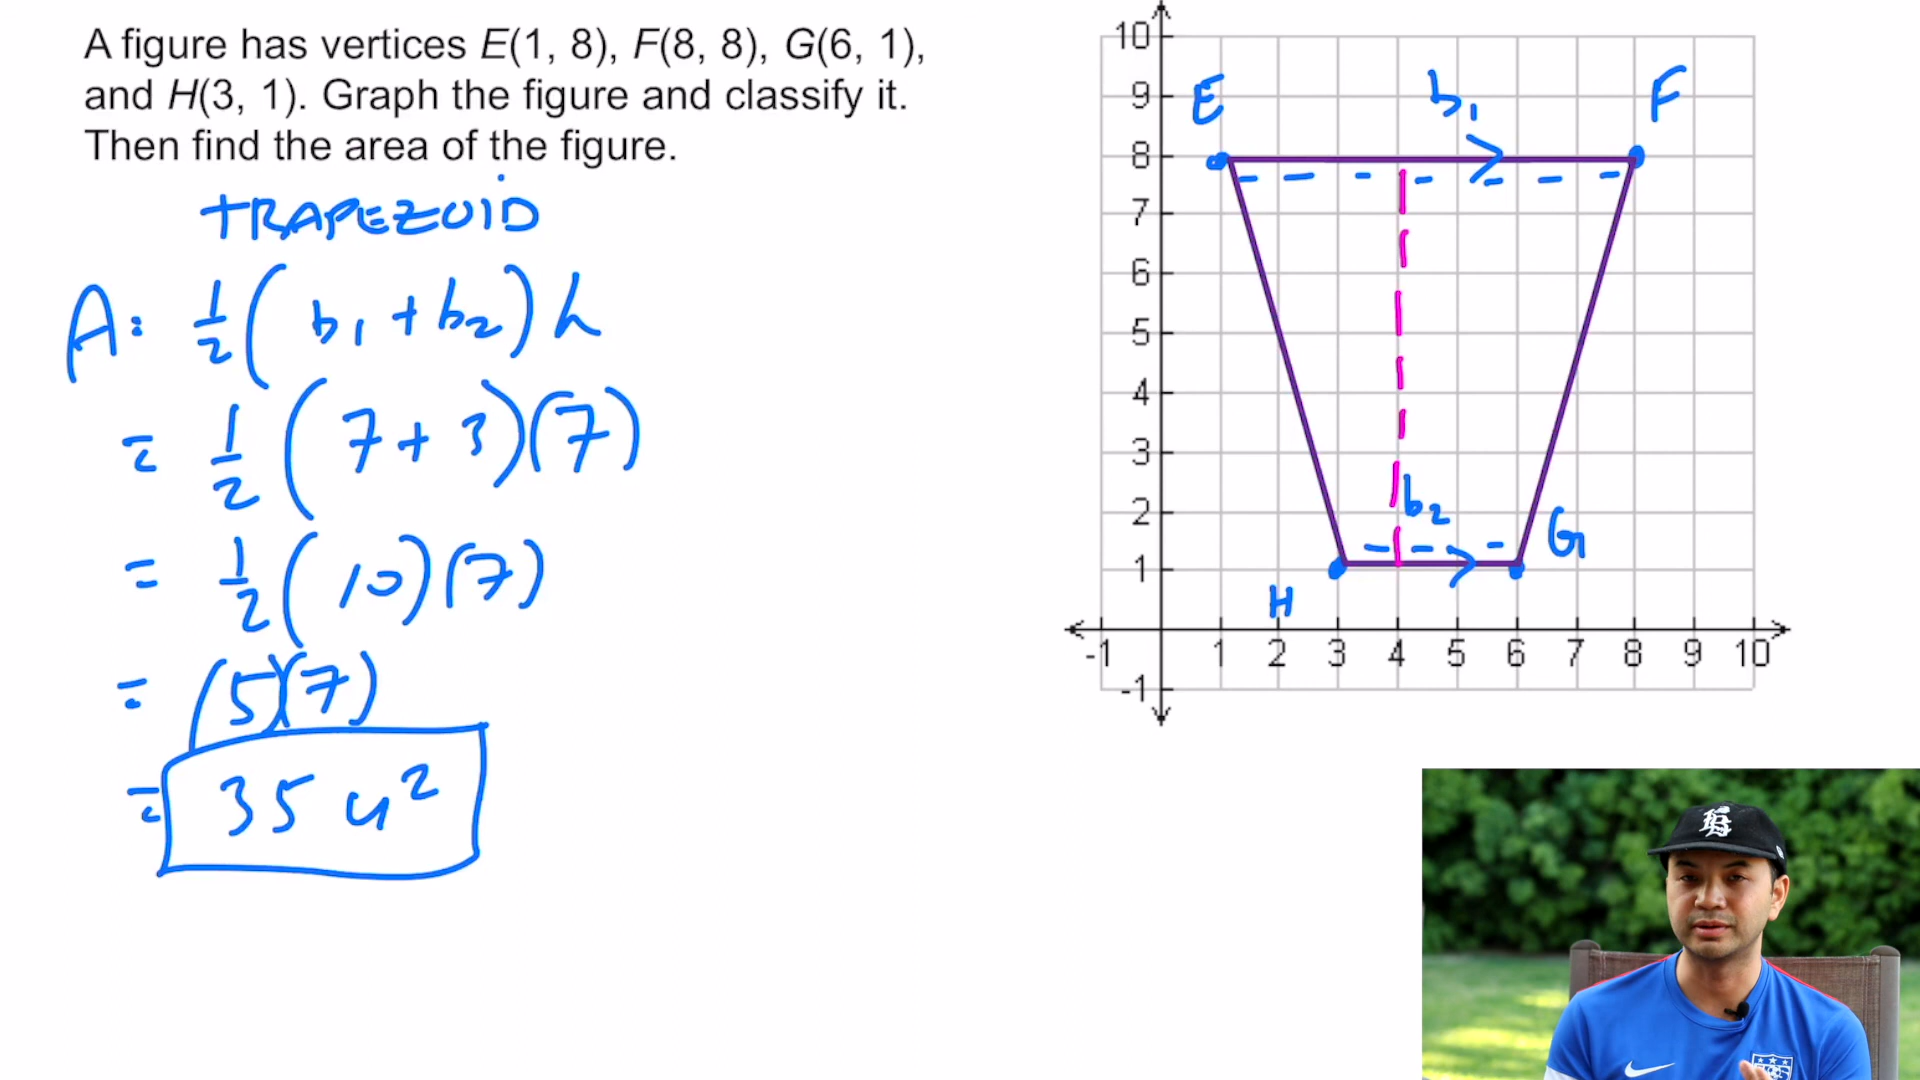 A figure has vertices E(1, 8), F(8, 8), G(6, 1),
and H(3, 1). Graph the figure and classify it.
Then find the area of the figure.
TRAPEZOID
A = 1/2 ( b1 + b2 ) h
= 1/2 ( 7 + 3 )(7)
= 1/2 ( 10 )(7)
= (5)(7)
= 35 u²
10
9
8
7
6
5
4
3
2
1
-1 1 2 3 4 5 6 7 8 9 10
-1
E
b1
F
b2
G
H